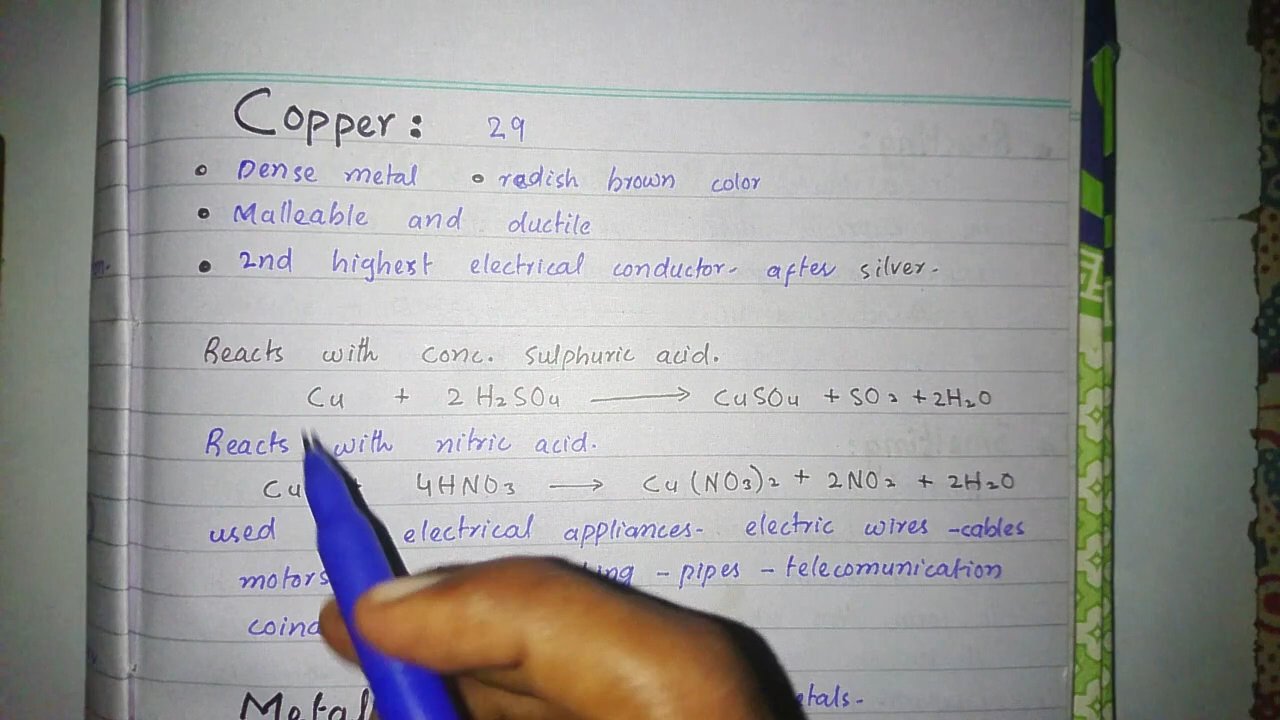 Copper: 29
• Dense metal • radish brown color
• Malleable and ductile
• 2nd highest electrical conductor- after silver-
Reacts with conc. sulphuric acid.
Cu + 2 H2SO4 ⟶ CuSO4 + SO2 + 2H2O
Reacts with nitric acid.
Cu 4HNO3 ⟶ Cu(NO3)2 + 2NO2 + 2H2O
used electrical appliances- electric wires -cables
motors - pipes - telecomunication
Metal